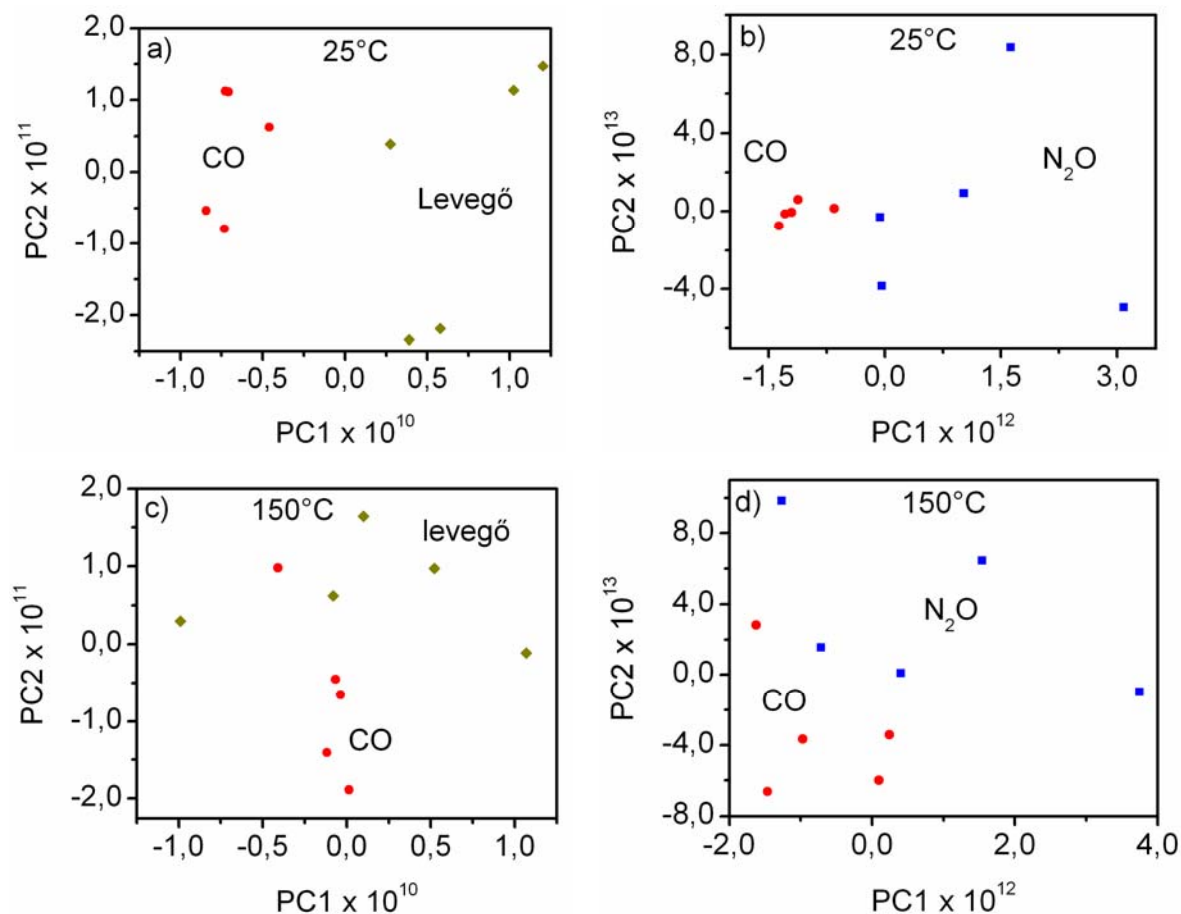 a)
25°C
2,0
1,0
0,0
-1,0
-2,0
PC2 x 10¹¹
CO
Levegő
-1,0 -0,5 0,0 0,5 1,0
PC1 x 10¹⁰
b)
25°C
8,0
4,0
0,0
-4,0
PC2 x 10¹³
CO
N₂O
-1,5 0,0 1,5 3,0
PC1 x 10¹²
c)
150°C
2,0
1,0
0,0
-1,0
-2,0
PC2 x 10¹¹
levegő
CO
-1,0 -0,5 0,0 0,5 1,0
PC1 x 10¹⁰
d)
150°C
8,0
4,0
0,0
-4,0
-8,0
PC2 x 10¹³
N₂O
CO
-2,0 0,0 2,0 4,0
PC1 x 10¹²